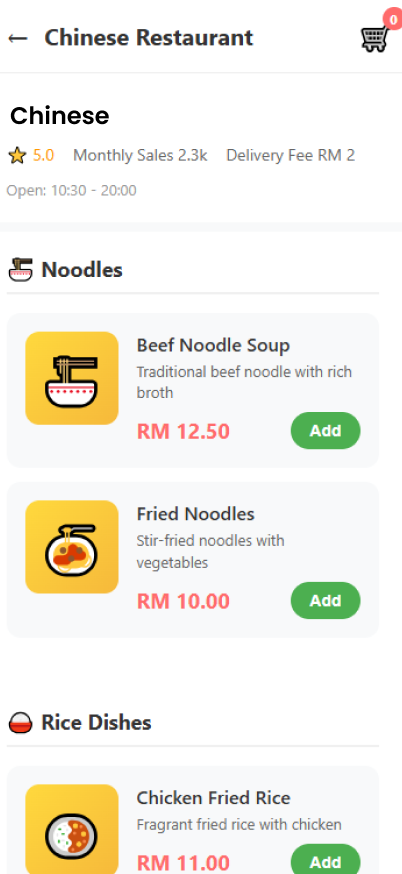 ← Chinese Restaurant
0
Chinese
5.0 Monthly Sales 2.3k Delivery Fee RM 2
Open: 10:30 - 20:00
Noodles
Beef Noodle Soup
Traditional beef noodle with rich
broth
RM 12.50 Add
Fried Noodles
Stir-fried noodles with
vegetables
RM 10.00 Add
Rice Dishes
Chicken Fried Rice
Fragrant fried rice with chicken
RM 11.00 Add